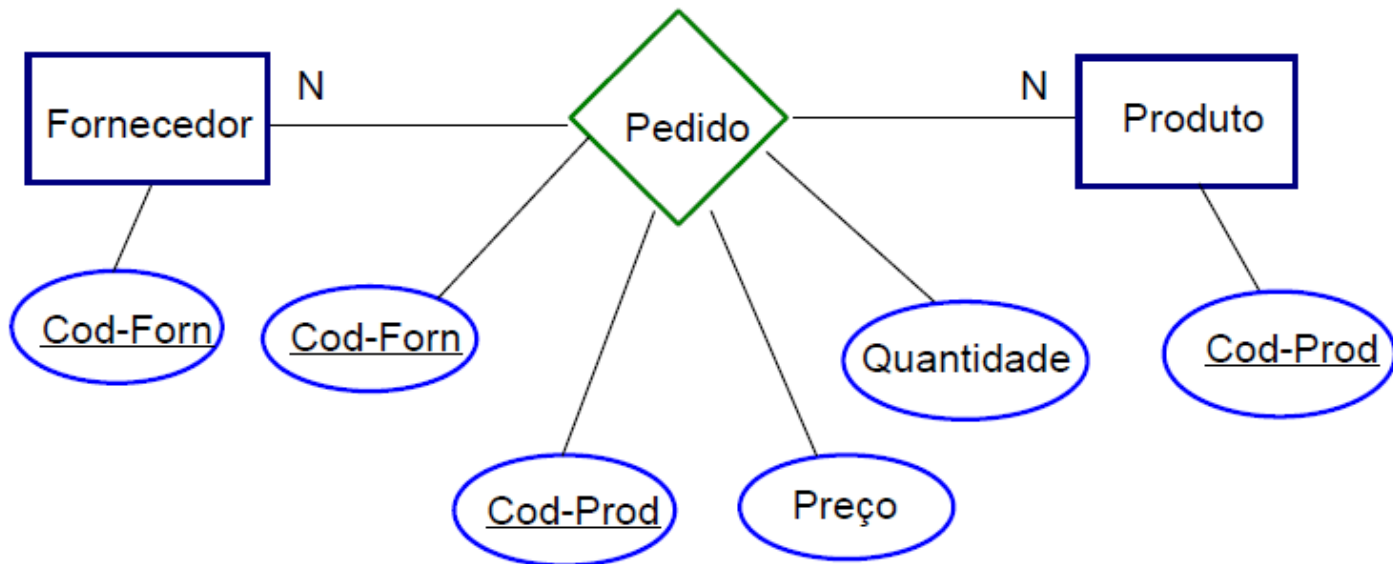 N
N
Fornecedor
Pedido
Produto
Cod-Forn
Cod-Forn
Quantidade
Cod-Prod
Cod-Prod
Preço